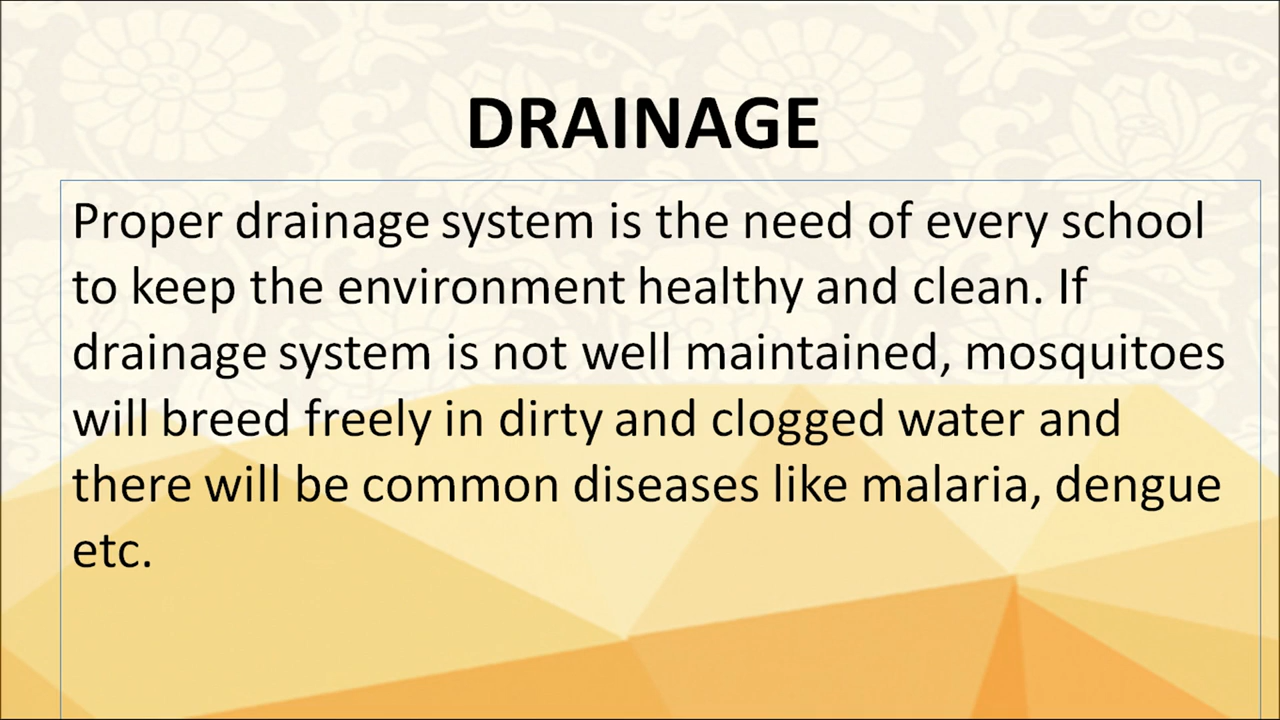 DRAINAGE
Proper drainage system is the need of every school
to keep the environment healthy and clean. If
drainage system is not well maintained, mosquitoes
will breed freely in dirty and clogged water and
there will be common diseases like malaria, dengue
etc.